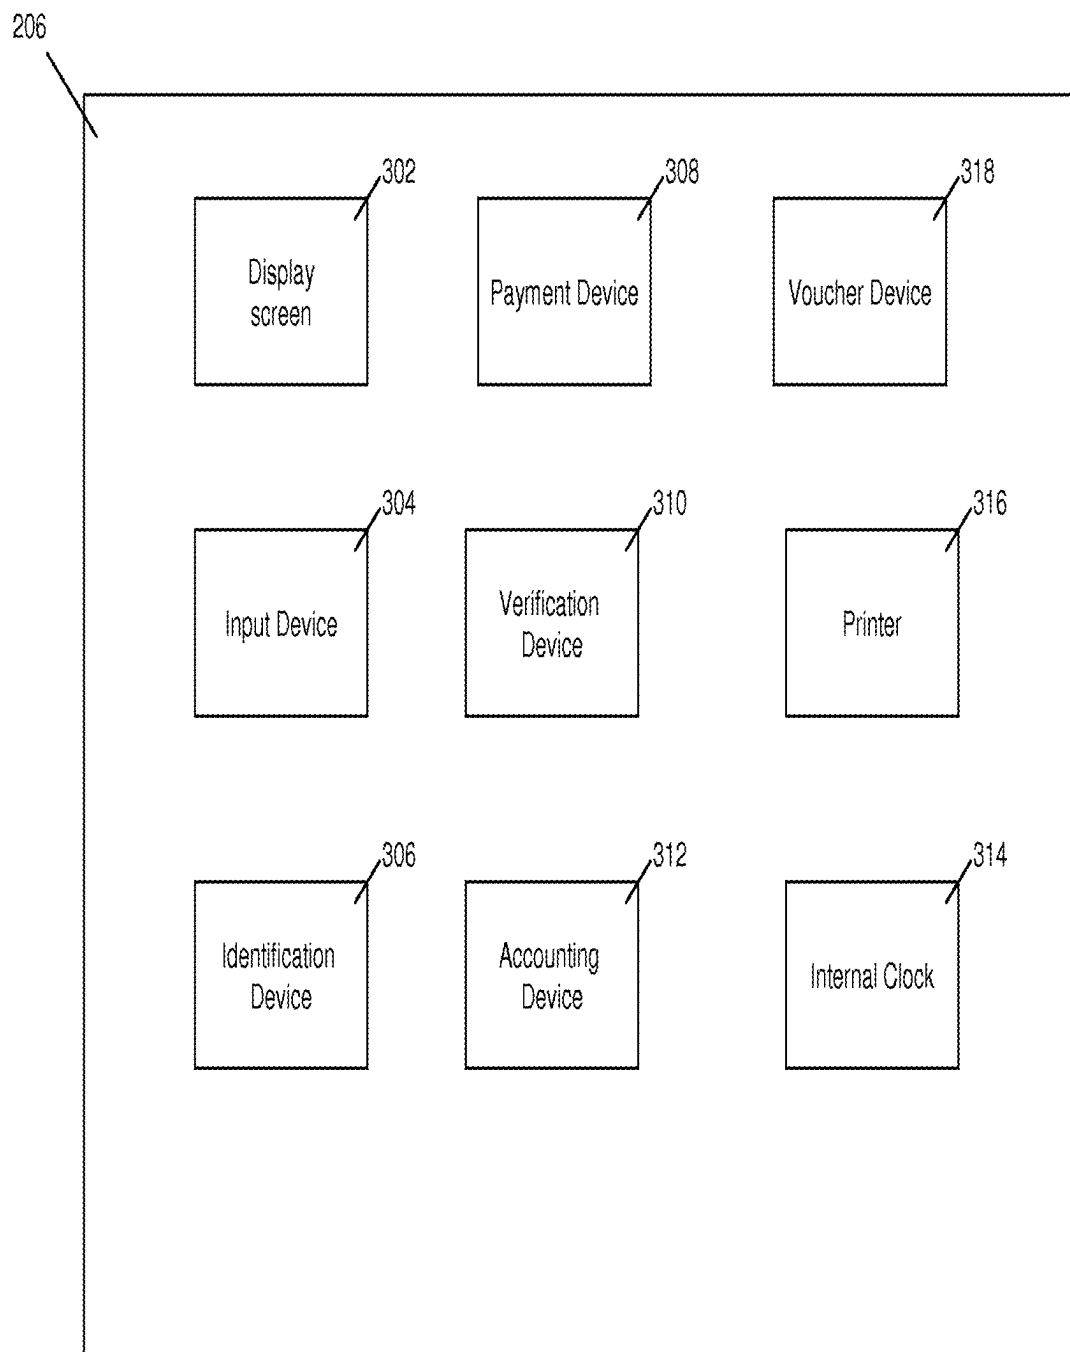 206
302
308
318
Display
screen
Payment Device
Voucher Device
304
310
316
Input Device
Verification
Device
Printer
306
312
314
Identification
Device
Accounting
Device
Internal Clock